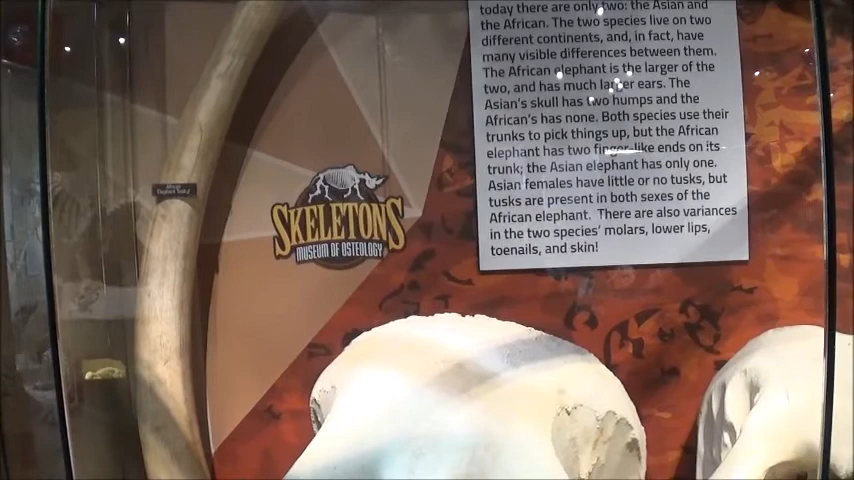 today there are only two: the Asian and
the African. The two species live on two
different continents, and, in fact, have
many visible differences between them.
The African elephant is the larger of the
two, and has much larger ears. The
Asian's skull has two humps and the
African's has none. Both species use their
trunks to pick things up, but the African
elephant has two finger-like ends on its
trunk; the Asian elephant has only one.
Asian females have little or no tusks, but
tusks are present in both sexes of the
African elephant. There are also variances
in the two species' molars, lower lips,
toenails, and skin!
African
Elephant Tusk
SKELETONS
MUSEUM OF OSTEOLOGY